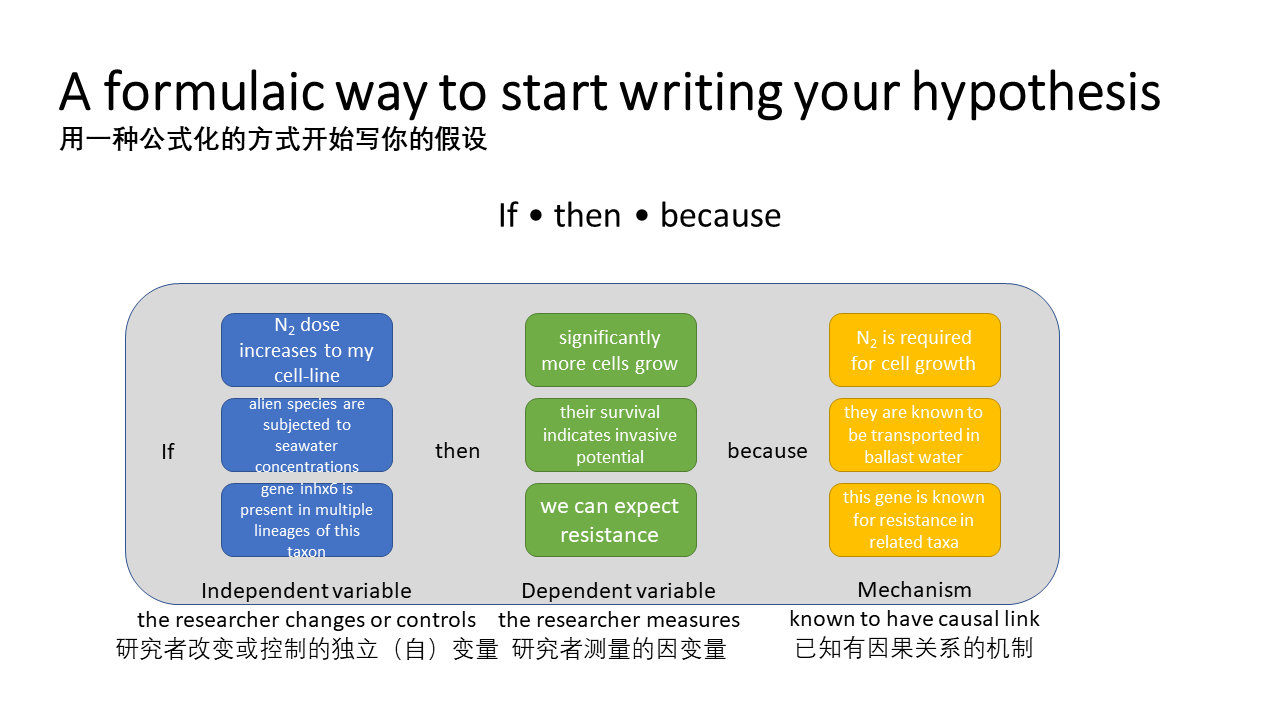 A formulaic way to start writing your hypothesis
用一种公式化的方式开始写你的假设
If • then • because
N₂ dose
increases to my
cell-line
significantly
more cells grow
N₂ is required
for cell growth
alien species are
subjected to
seawater
concentrations
their survival
indicates invasive
potential
they are known to
be transported in
ballast water
If
then
because
gene inhx6 is
present in multiple
lineages of this
taxon
we can expect
resistance
this gene is known
for resistance in
related taxa
Independent variable
Dependent variable
Mechanism
the researcher changes or controls
the researcher measures
known to have causal link
研究者改变或控制的独立（自）变量
研究者测量的因变量
已知有因果关系的机制